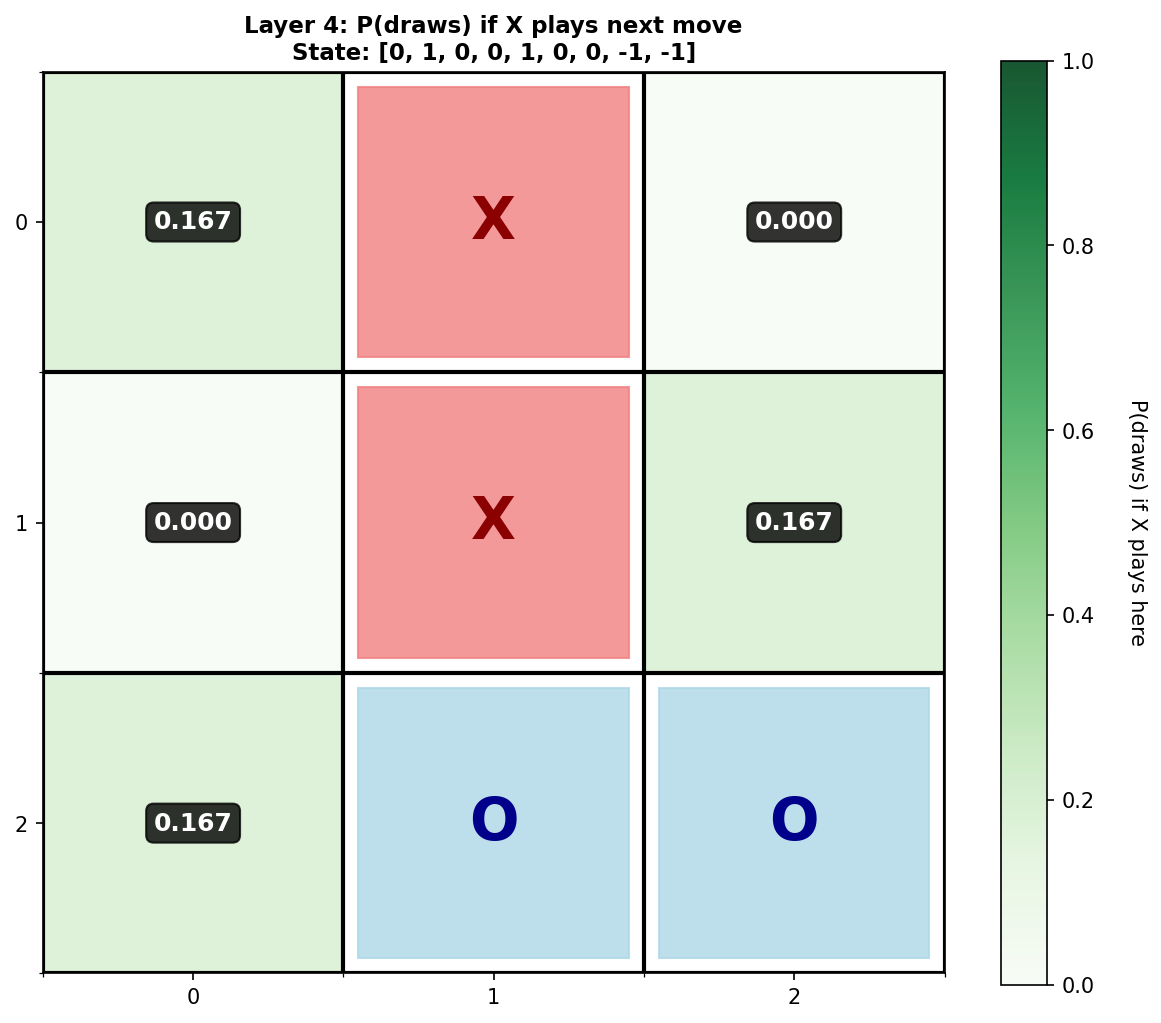 Layer 4: P(draws) if X plays next move
State: [0, 1, 0, 0, 1, 0, 0, -1, -1]
0.167
X
0.000
0.000
X
0.167
0.167
O
O
0
1
2
0
1
2
1.0
0.8
0.6
0.4
0.2
0.0
P(draws) if X plays here